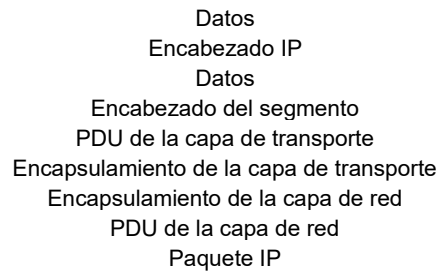 Datos
Encabezado IP
Datos
Encabezado del segmento
PDU de la capa de transporte
Encapsulamiento de la capa de transporte
Encapsulamiento de la capa de red
PDU de la capa de red
Paquete IP